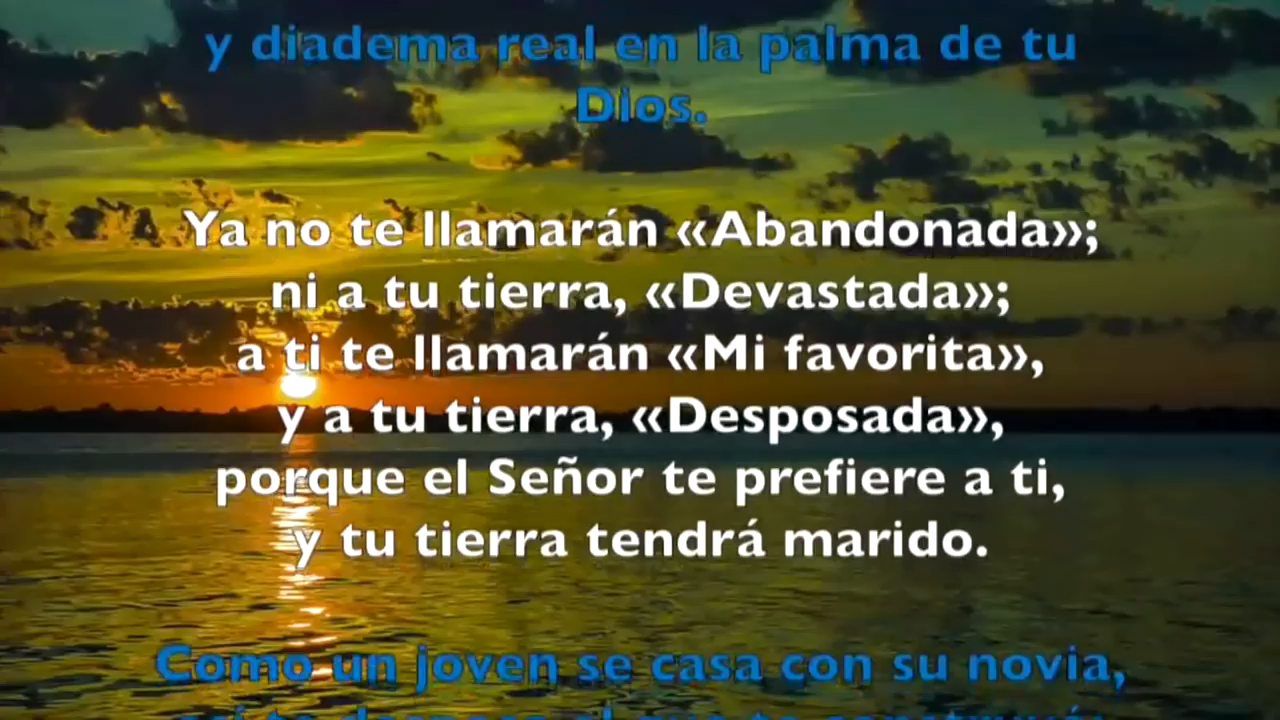 y diadema real en la palma de tu
Dios.
Ya no te llamarán «Abandonada»;
ni a tu tierra, «Devastada»;
a ti te llamarán «Mi favorita»,
y a tu tierra, «Desposada»,
porque el Señor te prefiere a ti,
y tu tierra tendrá marido.
Como un joven se casa con su novia,